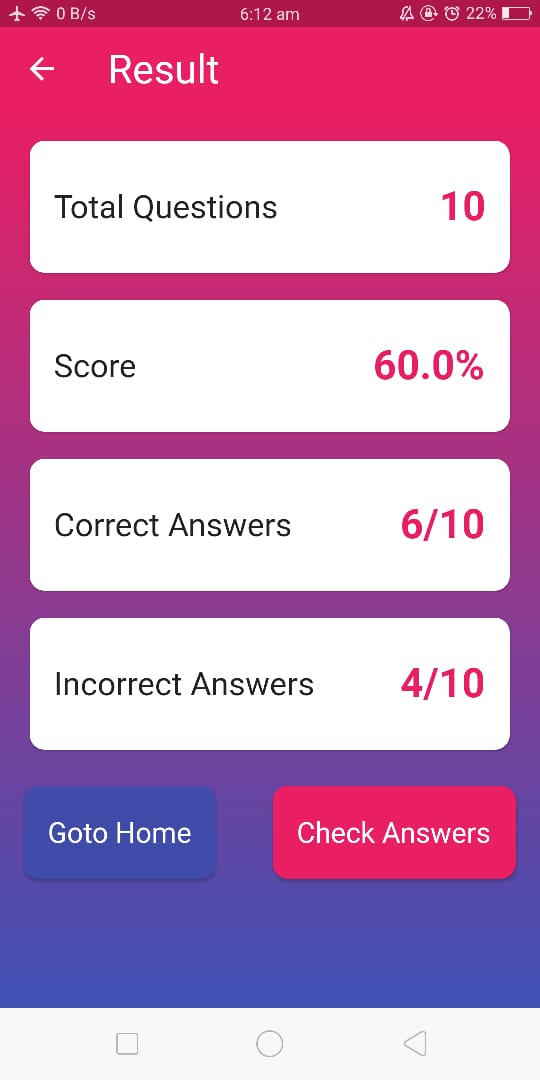 0 B/s 6:12 am 22%
Result
Total Questions 10
Score 60.0%
Correct Answers 6/10
Incorrect Answers 4/10
Goto Home Check Answers